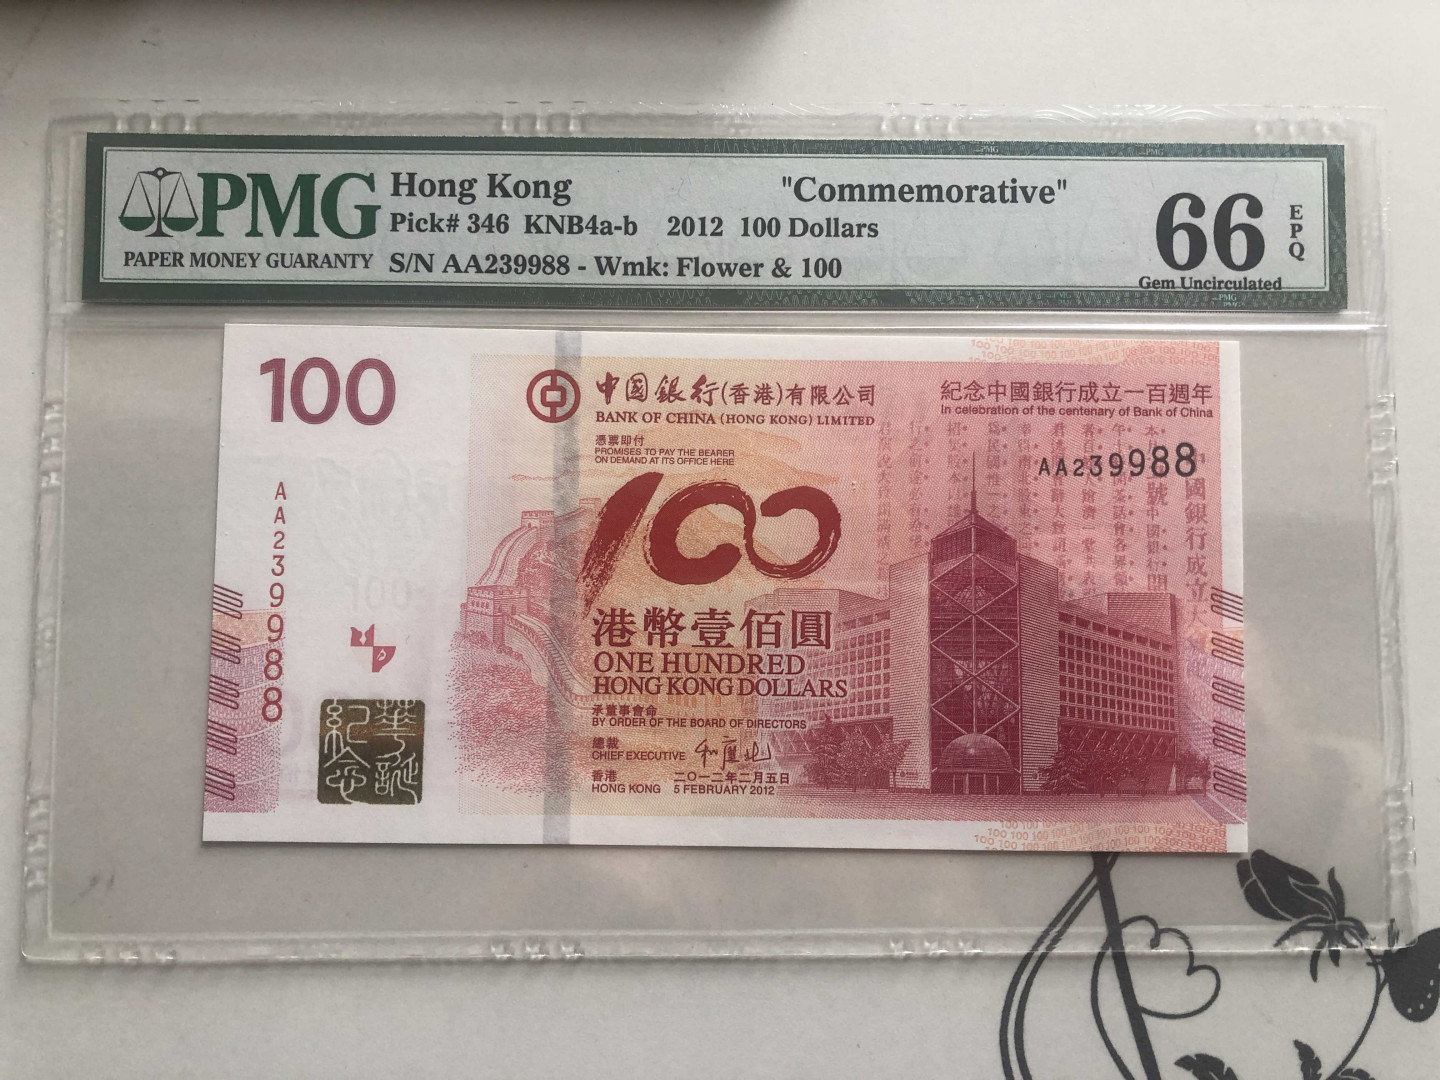 PMG
PAPER MONEY GUARANTY
Hong Kong "Commemorative"
Pick# 346 KNB4a-b 2012 100 Dollars
S/N AA239988 - Wmk: Flower & 100
66 EPQ
Gem Uncirculated
100
中國銀行(香港)有限公司
BANK OF CHINA (HONG KONG) LIMITED
紀念中國銀行成立一百週年
In celebration of the centenary of Bank of China
憑票即付
PROMISES TO PAY THE BEARER
ON DEMAND AT ITS OFFICE HERE
AA239988
AA239988
100
港幣壹佰圓
ONE HUNDRED
HONG KONG DOLLARS
承董事會命
BY ORDER OF THE BOARD OF DIRECTORS
總裁
CHIEF EXECUTIVE
香港 二〇一二年二月五日
HONG KONG 5 FEBRUARY 2012
華誕
紀念